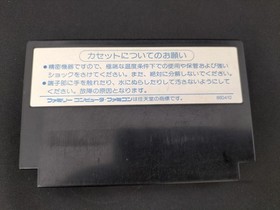 カセットについてのお願い
●精密機器ですので、極端な温度条件下での使用や保管および強い
ショックをさけてください。また、絶対に分解しないでください。
●端子部に手を触れたり、水にぬらしたりして汚さないようにして
ください。故障の原因となります。
ファミリーコンピュータ・ファミコンは任天堂の商標です。